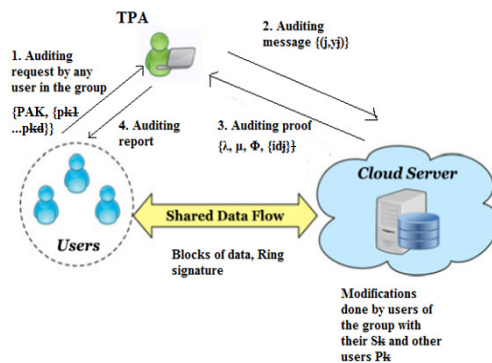 TPA
1. Auditing
request by any
user in the group
{PAK, {pk1
...pkd}}
2. Auditing
message {(j,yj)}
4. Auditing
report
3. Auditing proof
{λ, μ, Φ, {idj}}
Cloud Server
Shared Data Flow
Users
Blocks of data, Ring
signature
Modifications
done by users of
the group with
their Sk and other
users Pk